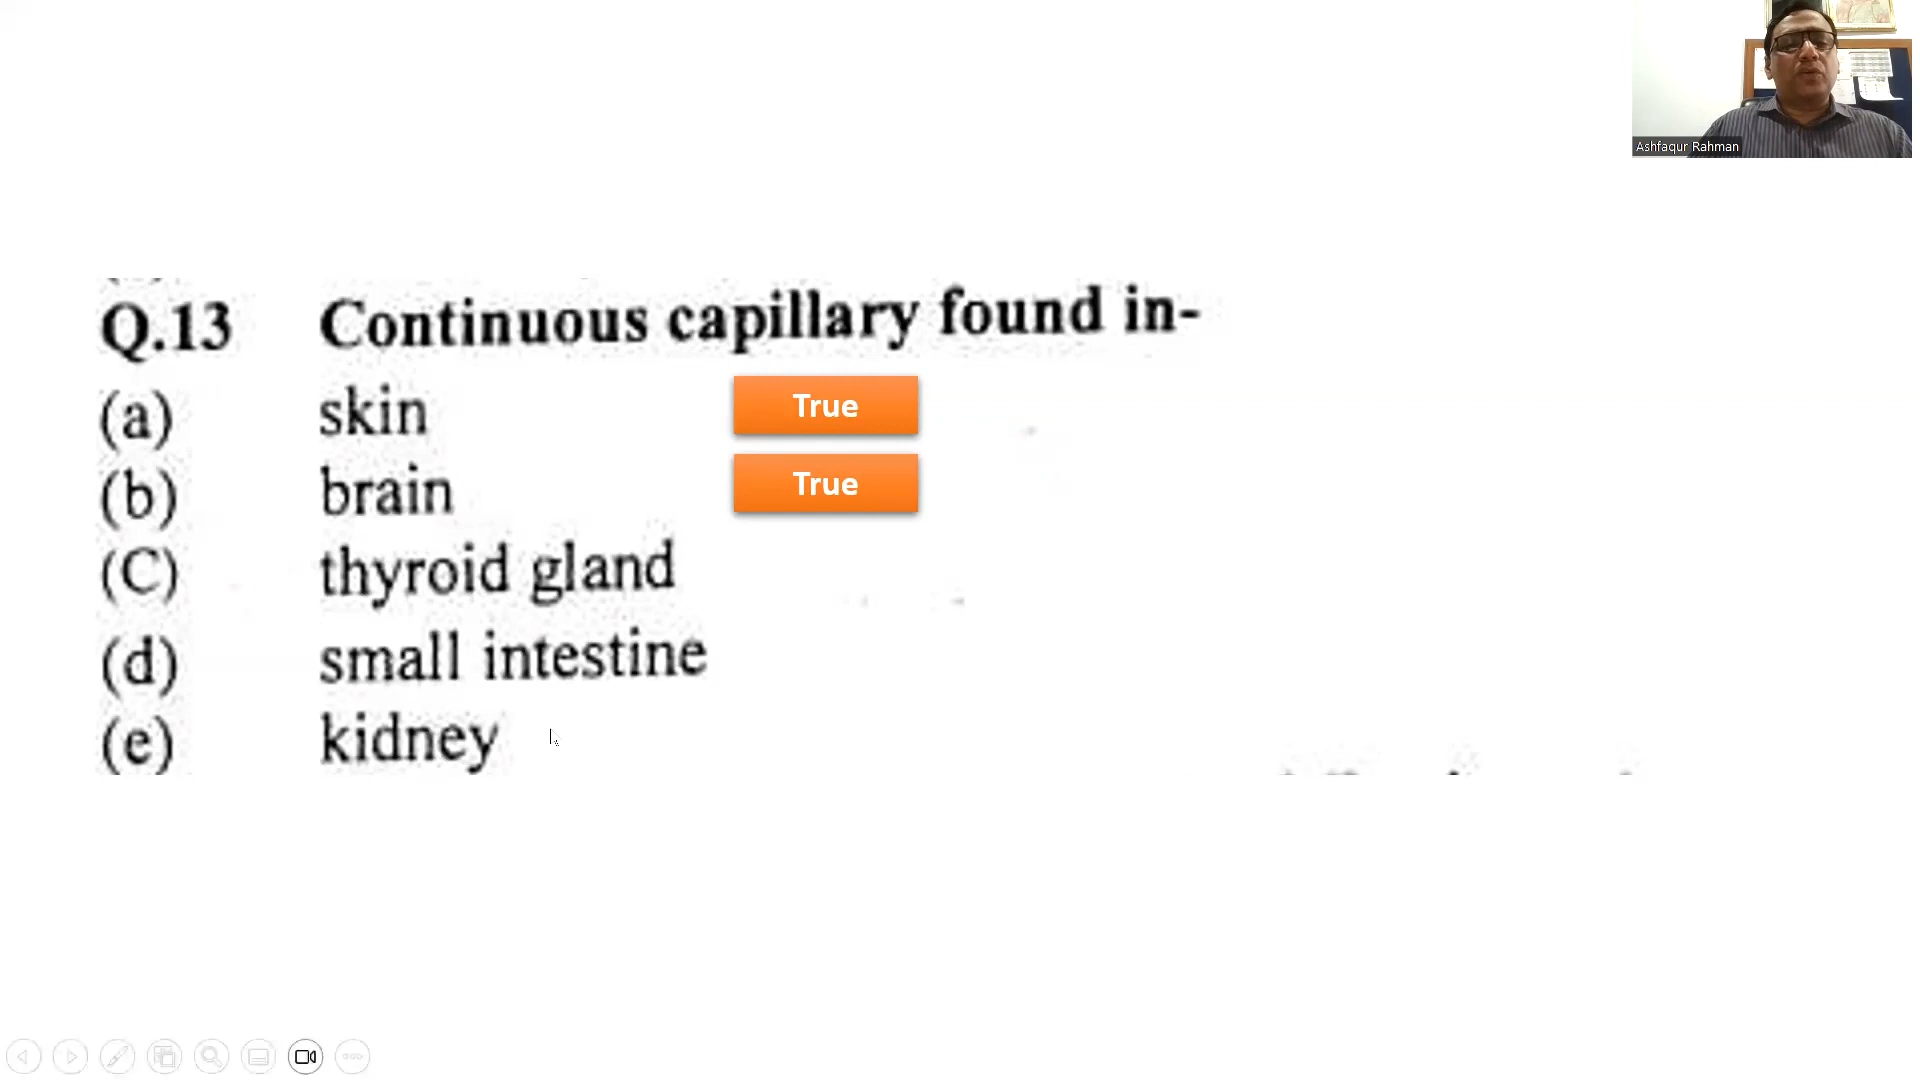 Ashfaqur Rahman
Q.13 Continuous capillary found in-
(a) skin True
(b) brain True
(C) thyroid gland
(d) small intestine
(e) kidney